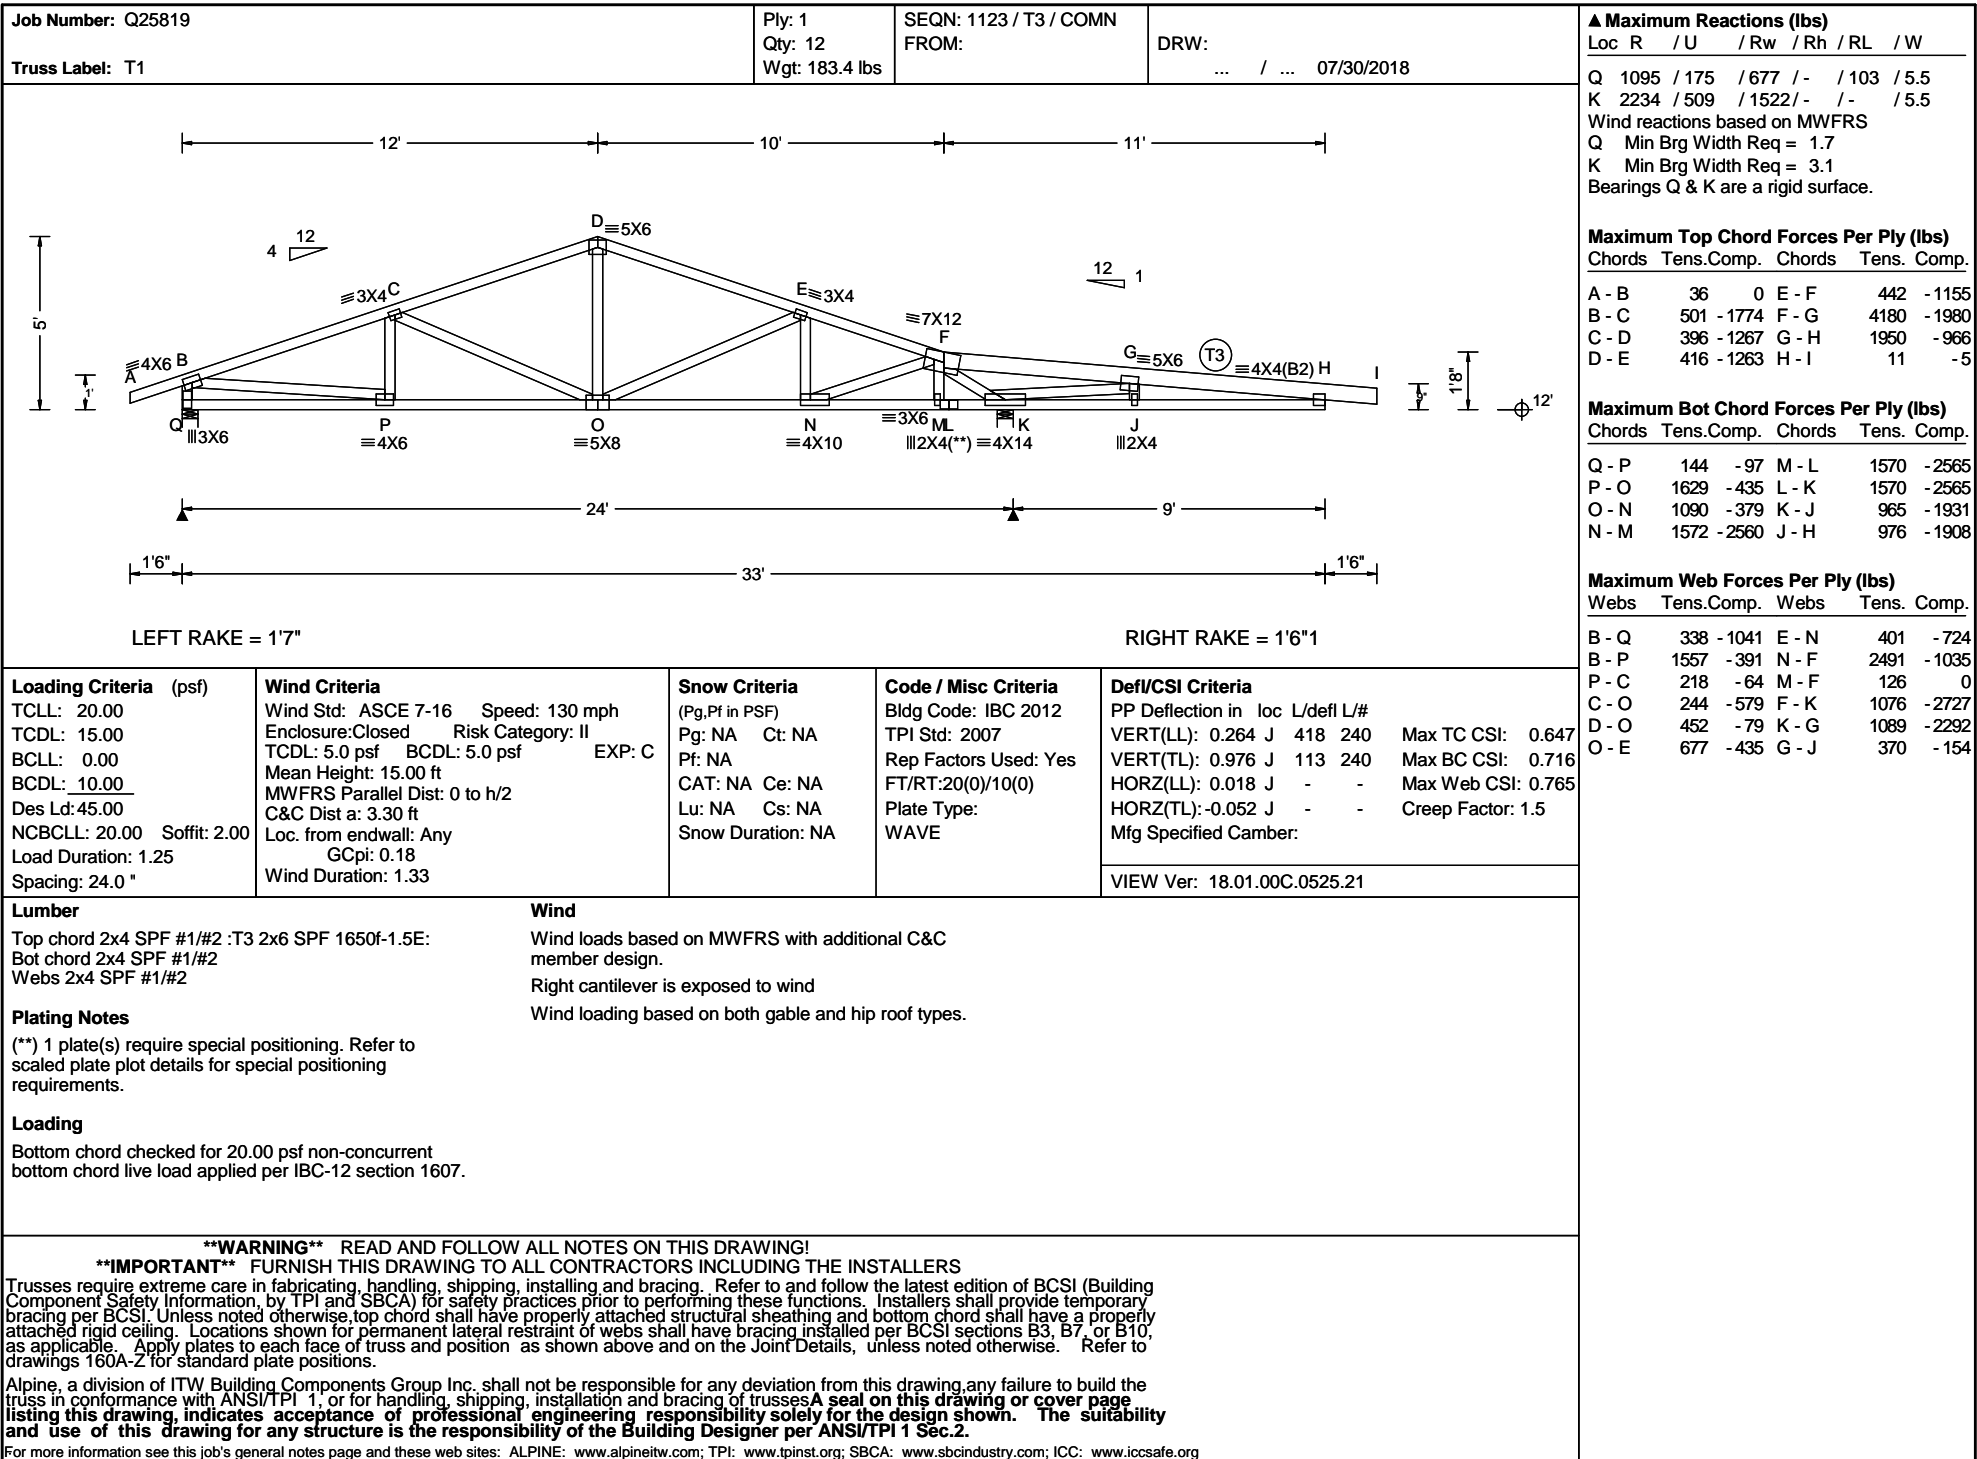 Job Number: Q25819
Truss Label: T1
Ply: 1
Qty: 12
Wgt: 183.4 lbs
SEQN: 1123 / T3 / COMN
FROM:
DRW:
... / ... 07/30/2018
▲Maximum Reactions (lbs)
Loc R / U / Rw / Rh / RL / W
Q 1095 / 175 / 677 / - / 103 / 5.5
K 2234 / 509 / 1522/ - / - / 5.5
Wind reactions based on MWFRS
Q Min Brg Width Req = 1.7
K Min Brg Width Req = 3.1
Bearings Q & K are a rigid surface.
Maximum Top Chord Forces Per Ply (lbs)
Chords Tens.Comp. Chords Tens. Comp.
A - B 36 0 E - F 442 -1155
B - C 501 -1774 F - G 4180 -1980
C - D 396 -1267 G - H 1950 -966
D - E 416 -1263 H - I 11 -5
Maximum Bot Chord Forces Per Ply (lbs)
Chords Tens.Comp. Chords Tens. Comp.
Q - P 144 -97 M - L 1570 -2565
P - O 1629 -435 L - K 1570 -2565
O - N 1090 -379 K - J 965 -1931
N - M 1572 -2560 J - H 976 -1908
Maximum Web Forces Per Ply (lbs)
Webs Tens.Comp. Webs Tens. Comp.
B - Q 338 -1041 E - N 401 -724
B - P 1557 -391 N - F 2491 -1035
P - C 218 -64 M - F 126 0
C - O 244 -579 F - K 1076 -2727
D - O 452 -79 K - G 1089 -2292
O - E 677 -435 G - J 370 -154
12' 10' 11'
D ≡5X6
12
4
12
1
≡3X4 C
E ≡3X4
≡7X12
F
G ≡5X6
T3
≡4X4(B2) H
I
≡4X6 B
A
5'
1'
1'8"
9"
12'
Q
|||3X6
P
≡4X6
O
≡5X8
N
≡4X10
≡3X6 M L
|||2X4(**)
K
≡4X14
J
|||2X4
24' 9'
1'6" 33' 1'6"
LEFT RAKE = 1'7"
RIGHT RAKE = 1'6"1
Loading Criteria (psf)
TCLL: 20.00
TCDL: 15.00
BCLL: 0.00
BCDL: 10.00
Des Ld:45.00
NCBCLL: 20.00 Soffit: 2.00
Load Duration: 1.25
Spacing: 24.0 "
Wind Criteria
Wind Std: ASCE 7-16 Speed: 130 mph
Enclosure:Closed Risk Category: II
TCDL: 5.0 psf BCDL: 5.0 psf EXP: C
Mean Height: 15.00 ft
MWFRS Parallel Dist: 0 to h/2
C&C Dist a: 3.30 ft
Loc. from endwall: Any
GCpi: 0.18
Wind Duration: 1.33
Snow Criteria
(Pg,Pf in PSF)
Pg: NA Ct: NA
Pf: NA
CAT: NA Ce: NA
Lu: NA Cs: NA
Snow Duration: NA
Code / Misc Criteria
Bldg Code: IBC 2012
TPI Std: 2007
Rep Factors Used: Yes
FT/RT:20(0)/10(0)
Plate Type:
WAVE
Defl/CSI Criteria
PP Deflection in loc L/defl L/#
VERT(LL): 0.264 J 418 240
VERT(TL): 0.976 J 113 240
HORZ(LL): 0.018 J - -
HORZ(TL): -0.052 J - -
Mfg Specified Camber:
Max TC CSI: 0.647
Max BC CSI: 0.716
Max Web CSI: 0.765
Creep Factor: 1.5
VIEW Ver: 18.01.00C.0525.21
Lumber
Top chord 2x4 SPF #1/#2 :T3 2x6 SPF 1650f-1.5E:
Bot chord 2x4 SPF #1/#2
Webs 2x4 SPF #1/#2
Plating Notes
(**) 1 plate(s) require special positioning. Refer to
scaled plate plot details for special positioning
requirements.
Loading
Bottom chord checked for 20.00 psf non-concurrent
bottom chord live load applied per IBC-12 section 1607.
Wind
Wind loads based on MWFRS with additional C&C
member design.
Right cantilever is exposed to wind
Wind loading based on both gable and hip roof types.
**WARNING** READ AND FOLLOW ALL NOTES ON THIS DRAWING!
**IMPORTANT** FURNISH THIS DRAWING TO ALL CONTRACTORS INCLUDING THE INSTALLERS
Trusses require extreme care in fabricating, handling, shipping, installing and bracing. Refer to and follow the latest edition of BCSI (Building
Component Safety Information, by TPI and SBCA) for safety practices prior to performing these functions. Installers shall provide temporary
bracing per BCSI. Unless noted otherwise,top chord shall have properly attached structural sheathing and bottom chord shall have a properly
attached rigid ceiling. Locations shown for permanent lateral restraint of webs shall have bracing installed per BCSI sections B3, B7, or B10,
as applicable. Apply plates to each face of truss and position as shown above and on the Joint Details, unless noted otherwise. Refer to
drawings 160A-Z for standard plate positions.
Alpine, a division of ITW Building Components Group Inc. shall not be responsible for any deviation from this drawing,any failure to build the
truss in conformance with ANSI/TPI 1, or for handling, shipping, installation and bracing of trussesA seal on this drawing or cover page
listing this drawing, indicates acceptance of professional engineering responsibility solely for the design shown. The suitability
and use of this drawing for any structure is the responsibility of the Building Designer per ANSI/TPI 1 Sec.2.
For more information see this job's general notes page and these web sites: ALPINE: www.alpineitw.com; TPI: www.tpinst.org; SBCA: www.sbcindustry.com; ICC: www.iccsafe.org